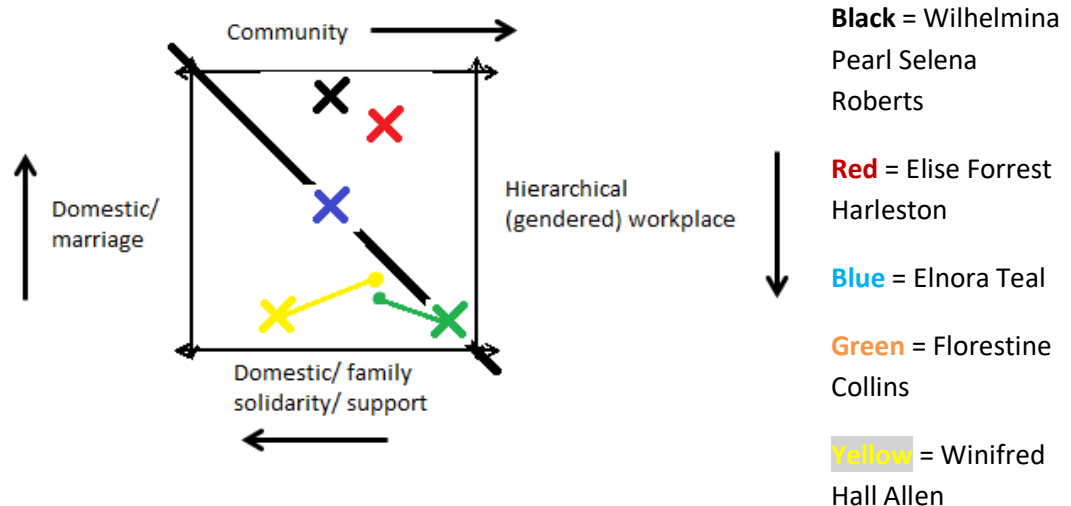 Community
Domestic/
marriage
Hierarchical
(gendered) workplace
Domestic/ family
solidarity/ support
Black = Wilhelmina
Pearl Selena
Roberts
Red = Elise Forrest
Harleston
Blue = Elnora Teal
Green = Florestine
Collins
Yellow = Winifred
Hall Allen